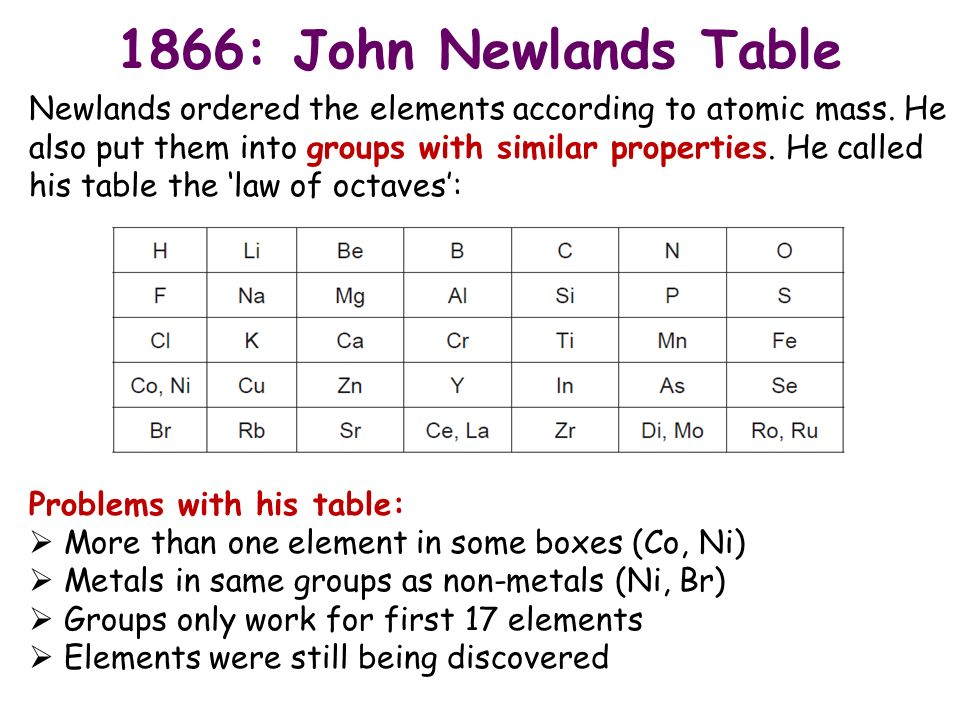 1866: John Newlands Table
Newlands ordered the elements according to atomic mass. He
also put them into groups with similar properties. He called
his table the ‘law of octaves’:
H Li Be B C N O
F Na Mg Al Si P S
Cl K Ca Cr Ti Mn Fe
Co, Ni Cu Zn Y In As Se
Br Rb Sr Ce, La Zr Di, Mo Ro, Ru
Problems with his table:
➢ More than one element in some boxes (Co, Ni)
➢ Metals in same groups as non-metals (Ni, Br)
➢ Groups only work for first 17 elements
➢ Elements were still being discovered